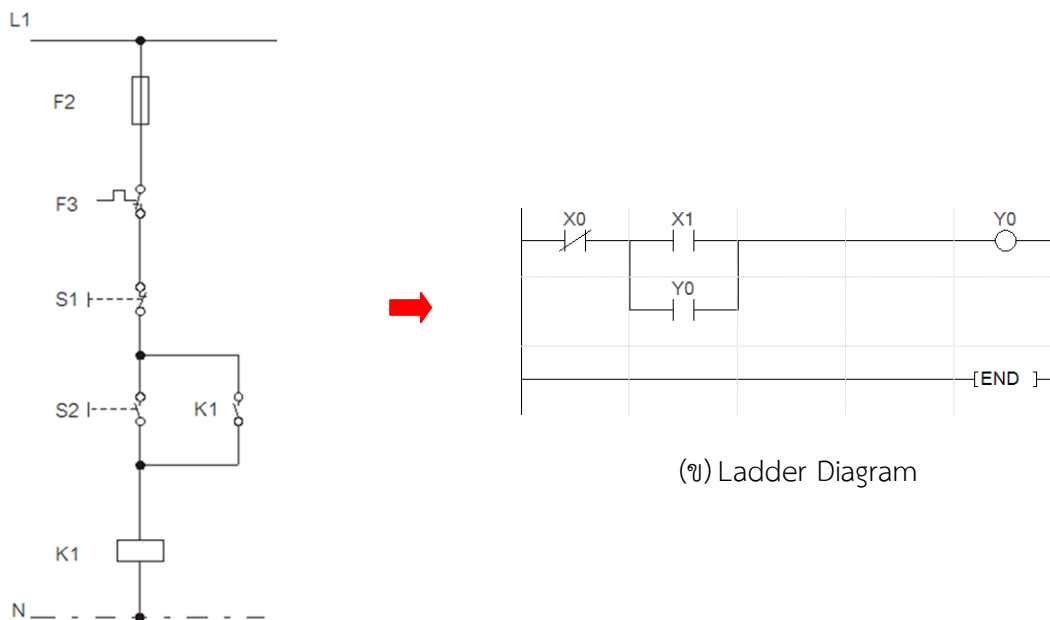 L1
F2
F3
S1
S2 K1
K1
N
X0 X1 Y0
Y0
[END ]
(ข) Ladder Diagram